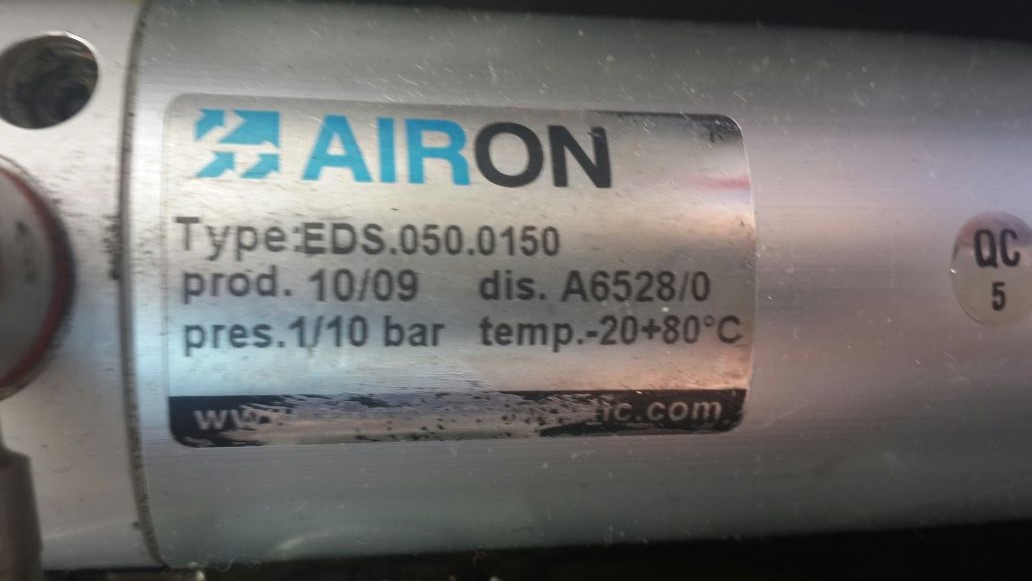 AIRON
Type:EDS.050.0150
prod. 10/09 dis. A6528/0
pres.1/10 bar temp.-20+80°C
QC
5